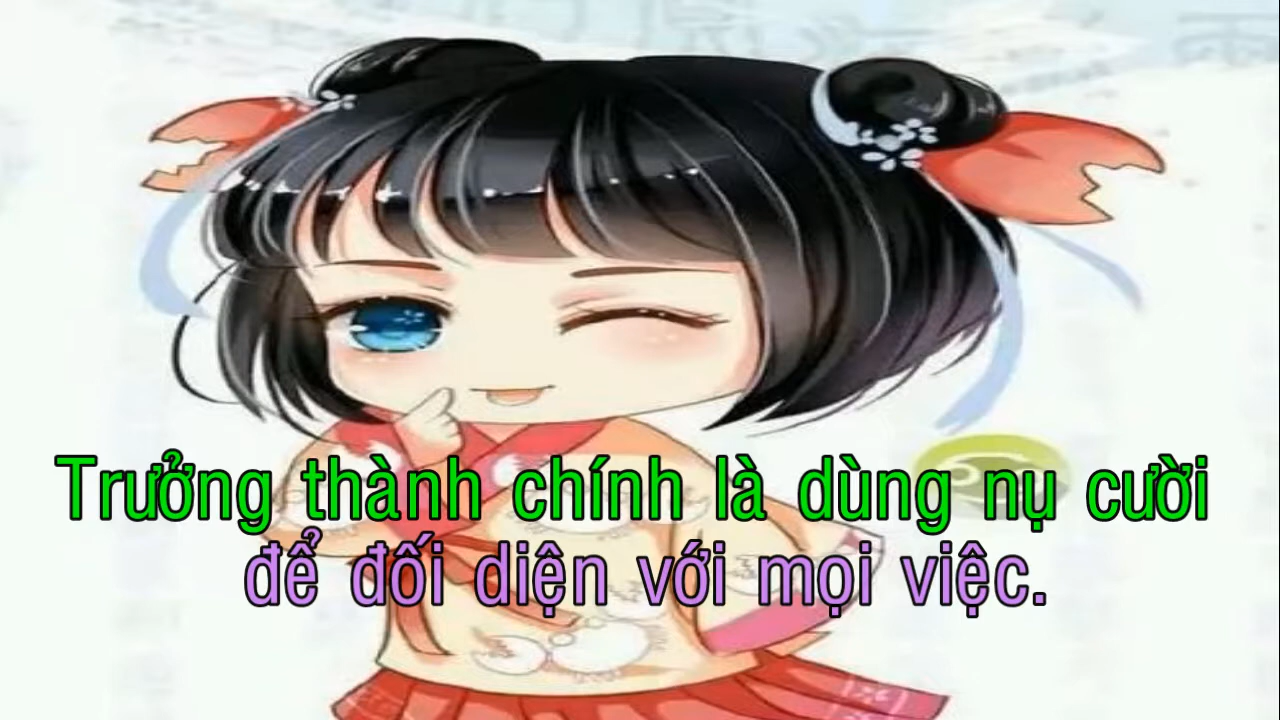 Trưởng thành chính là dùng nụ cười
để đối diện với mọi việc.